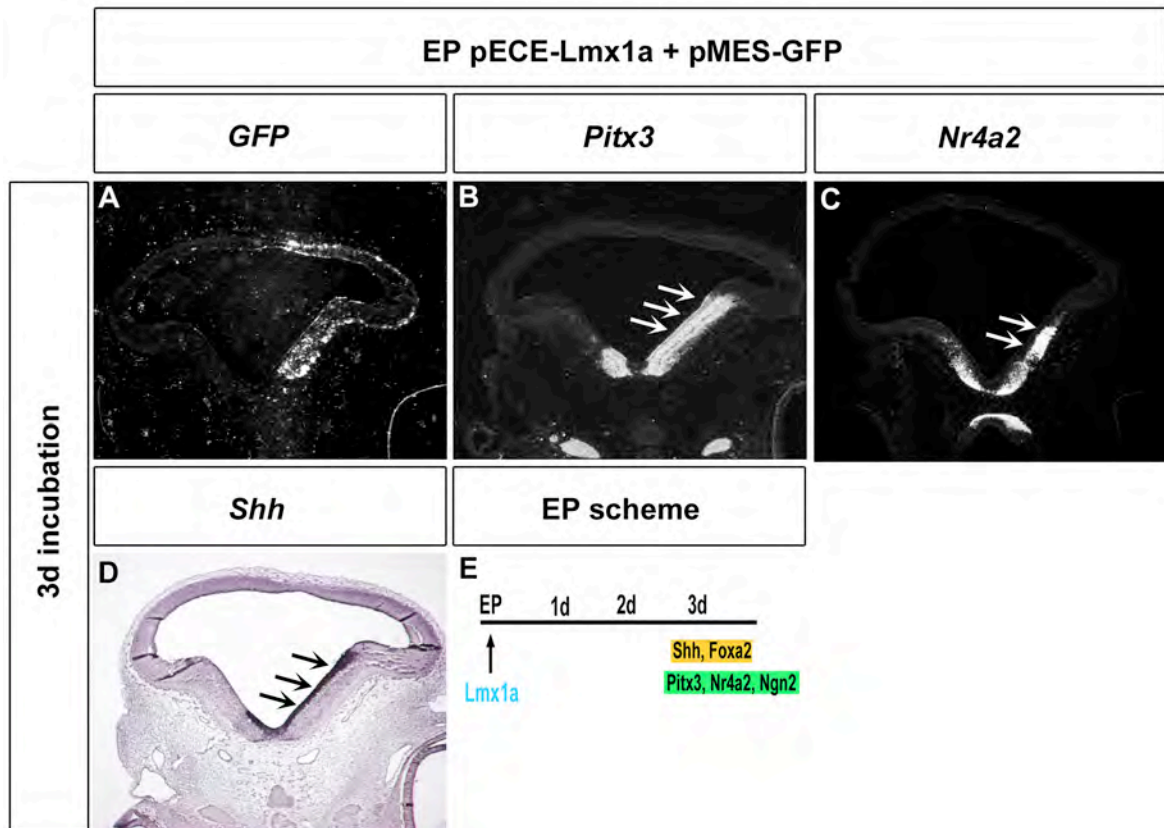 EP pECE-Lmx1a + pMES-GFP
GFP
Pitx3
Nr4a2
3d incubation
A
B
C
Shh
EP scheme
D
E
EP 1d 2d 3d
Shh, Foxa2
Pitx3, Nr4a2, Ngn2
Lmx1a